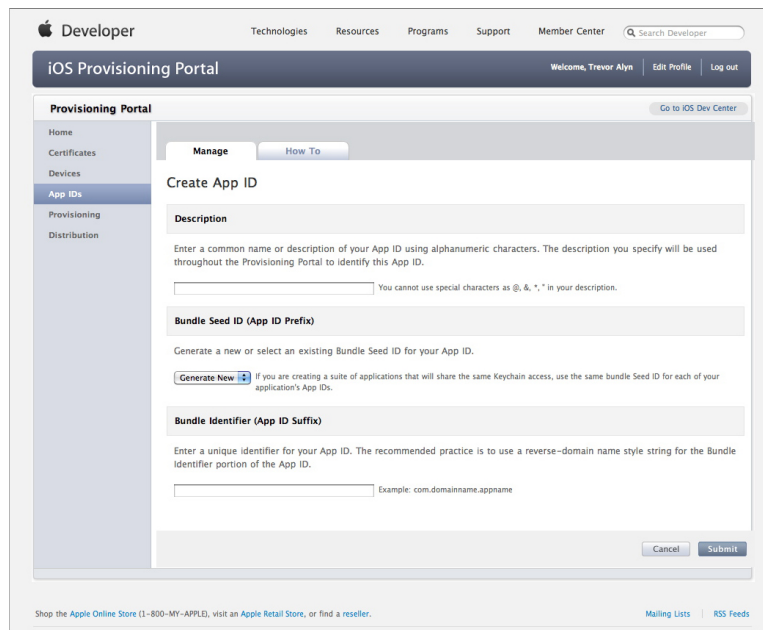 Developer
Technologies Resources Programs Support Member Center Search Developer
iOS Provisioning Portal
Welcome, Trevor Alyn Edit Profile Log out
Provisioning Portal
Go to iOS Dev Center
Home
Certificates
Devices
App IDs
Provisioning
Distribution
Manage How To
Create App ID
Description
Enter a common name or description of your App ID using alphanumeric characters. The description you specify will be used
throughout the Provisioning Portal to identify this App ID.
You cannot use special characters as @, &, *, " in your description.
Bundle Seed ID (App ID Prefix)
Generate a new or select an existing Bundle Seed ID for your App ID.
Generate New If you are creating a suite of applications that will share the same Keychain access, use the same bundle Seed ID for each of your
application's App IDs.
Bundle Identifier (App ID Suffix)
Enter a unique identifier for your App ID. The recommended practice is to use a reverse-domain name style string for the Bundle
Identifier portion of the App ID.
Example: com.domainname.appname
Cancel Submit
Shop the Apple Online Store (1-800-MY-APPLE), visit an Apple Retail Store, or find a reseller.
Mailing Lists | RSS Feeds